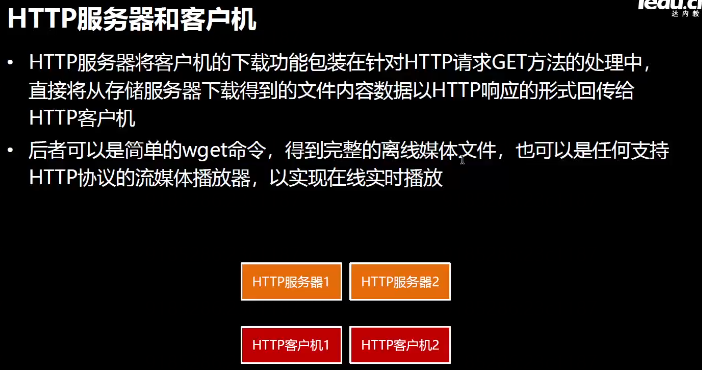 HTTP服务器和客户机
• HTTP服务器将客户机的下载功能包装在针对HTTP请求GET方法的处理中，
直接将从存储服务器下载得到的文件内容数据以HTTP响应的形式回传给
HTTP客户机
• 后者可以是简单的wget命令，得到完整的离线媒体文件，也可以是任何支持
HTTP协议的流媒体播放器，以实现在线实时播放
HTTP服务器1 HTTP服务器2
HTTP客户机1 HTTP客户机2